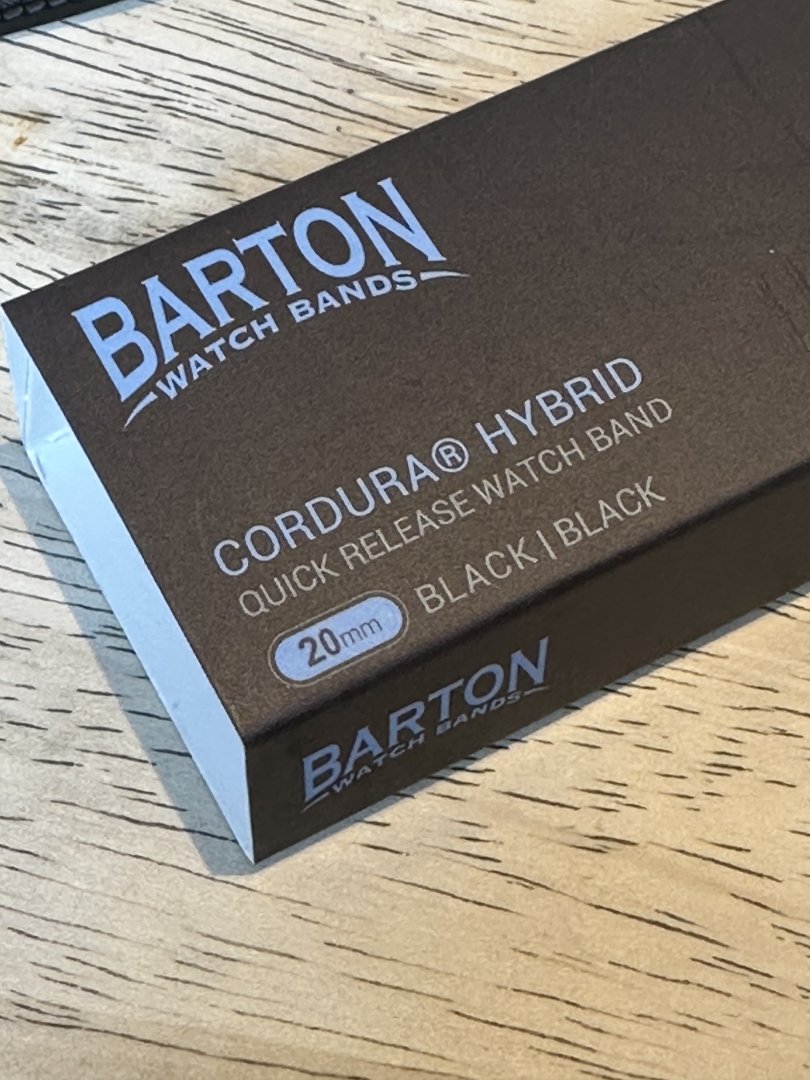 BARTON
WATCH BANDS
CORDURA® HYBRID
QUICK RELEASE WATCH BAND
20mm BLACK | BLACK
BARTON
WATCH BANDS